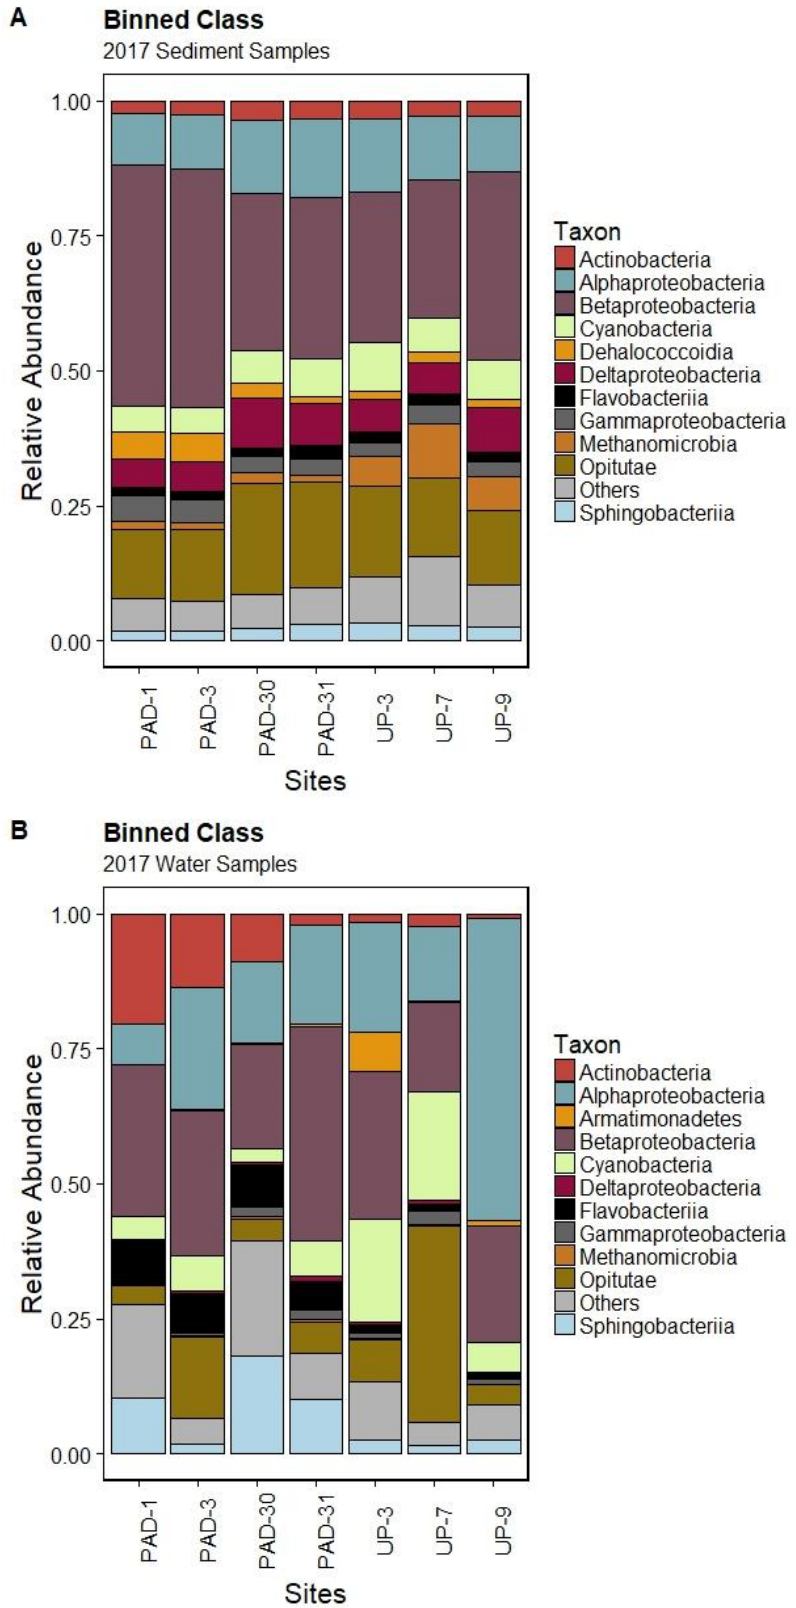 A
Binned Class
2017 Sediment Samples
1.00
0.75
0.50
0.25
0.00
Relative Abundance
PAD-1
PAD-3
PAD-30
PAD-31
UP-3
UP-7
UP-9
Sites
Taxon
Actinobacteria
Alphaproteobacteria
Betaproteobacteria
Cyanobacteria
Dehalococcoidia
Deltaproteobacteria
Flavobacteriia
Gammaproteobacteria
Methanomicrobia
Opitutae
Others
Sphingobacteriia
B
Binned Class
2017 Water Samples
1.00
0.75
0.50
0.25
0.00
Relative Abundance
PAD-1
PAD-3
PAD-30
PAD-31
UP-3
UP-7
UP-9
Sites
Taxon
Actinobacteria
Alphaproteobacteria
Armatimonadetes
Betaproteobacteria
Cyanobacteria
Deltaproteobacteria
Flavobacteriia
Gammaproteobacteria
Methanomicrobia
Opitutae
Others
Sphingobacteriia